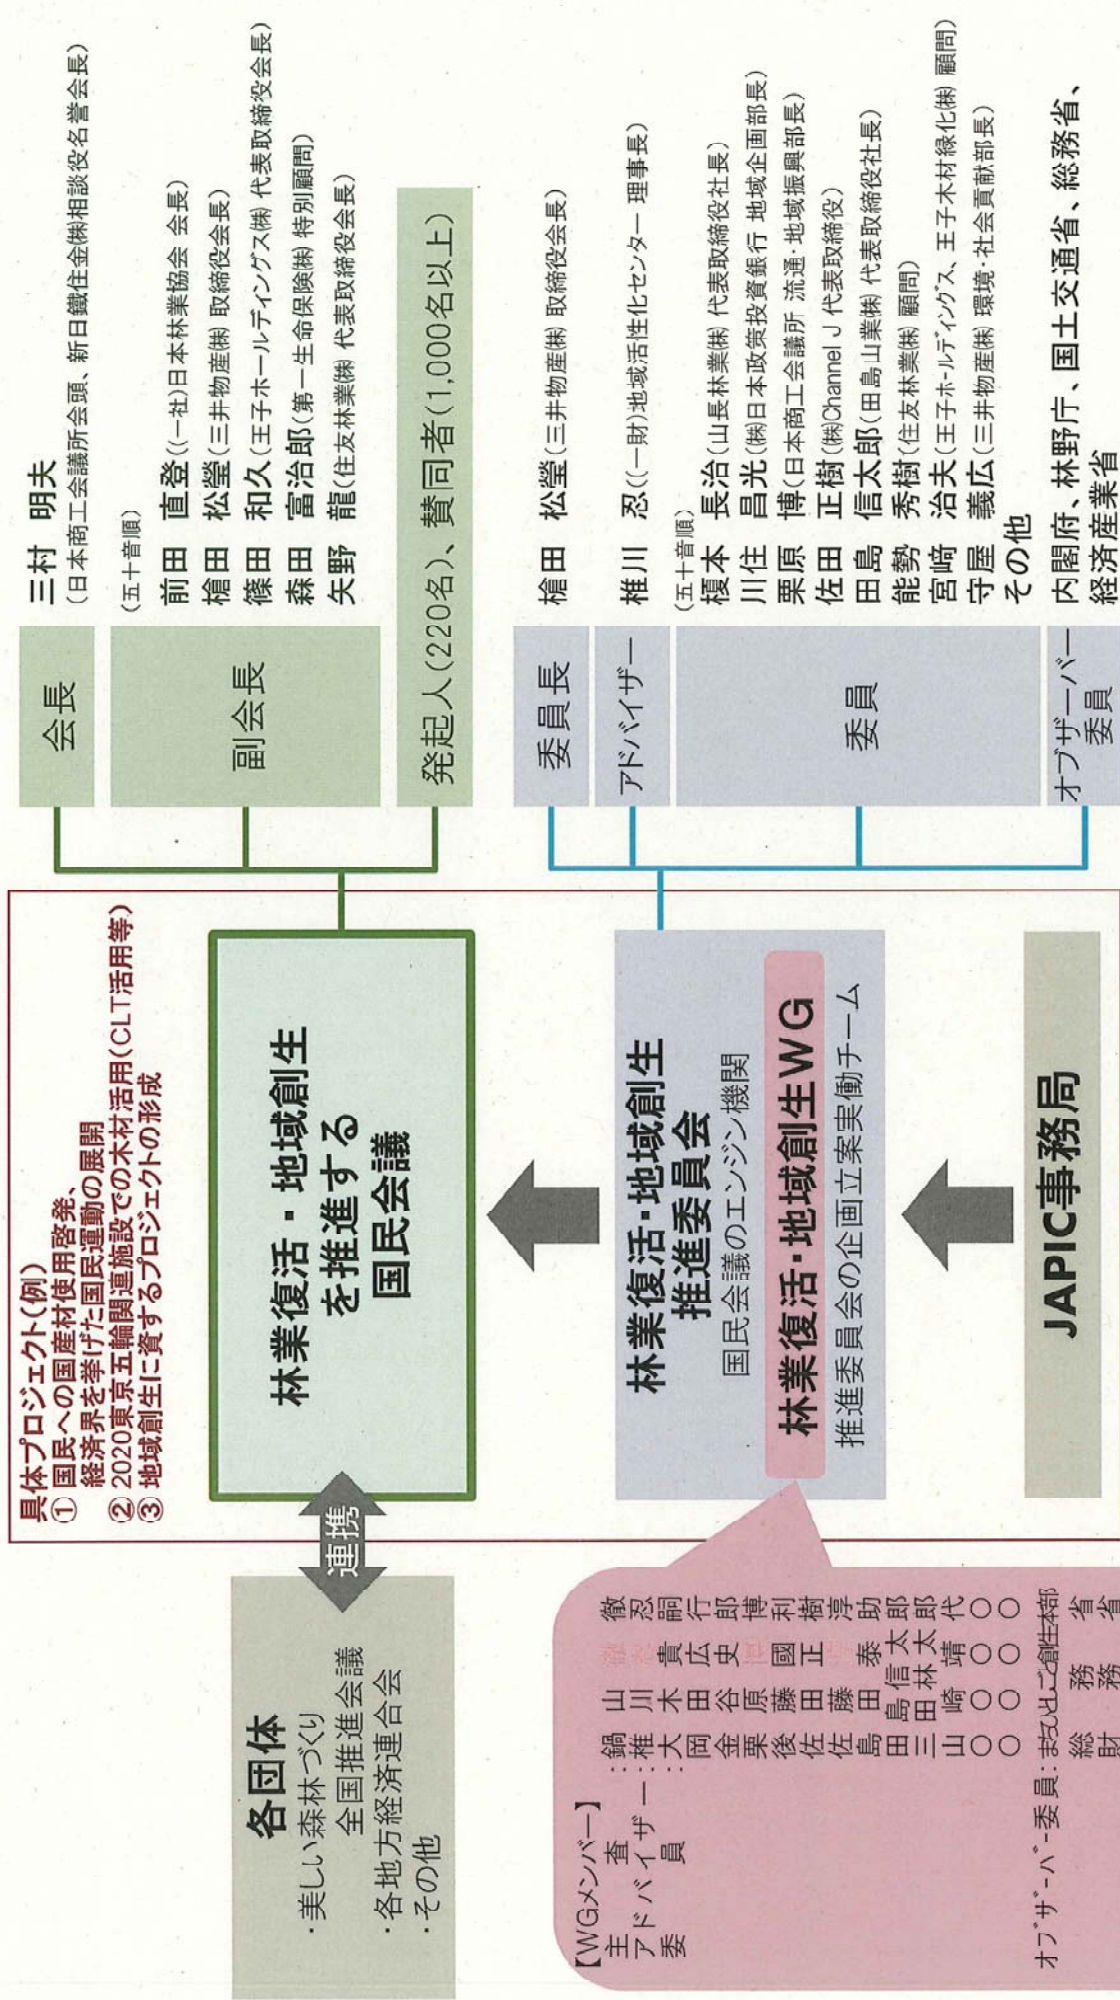 具体プロジェクト(例)
① 国民への国産材使用啓発、
経済界を挙げた国民運動の展開
② 2020東京五輪関連施設での木材活用(CLT活用等)
③ 地域創生に資するプロジェクトの形成
各団体
・美しい森林づくり
全国推進会議
・各地方経済連合会
・その他
連携
林業復活・地域創生
を推進する
国民会議
会長
三村 明夫
(日本商工会議所会頭、新日鐵住金㈱相談役名誉会長)
副会長
(五十音順)
前田 直登((一社)日本林業協会 会長)
槍田 松瑩(三井物産㈱ 取締役会長)
篠田 和久(王子ホールディングス㈱ 代表取締役会長)
森田 富治郎(第一生命保険㈱ 特別顧問)
矢野 龍(住友林業㈱ 代表取締役会長)
発起人(220名)、賛同者(1,000名以上)
林業復活・地域創生
推進委員会
国民会議のエンジン機関
林業復活・地域創生WG
推進委員会の企画立案実働チーム
委員長
槍田 松瑩(三井物産㈱ 取締役会長)
アドバイザー
椎川 忍((一財)地域活性化センター 理事長)
委員
(五十音順)
榎本 長治(山長林業㈱ 代表取締役社長)
川住 昌光(㈱日本政策投資銀行 地域企画部長)
栗原 博(日本商工会議所 流通・地域振興部長)
佐田 正樹(㈱Channel J 代表取締役)
田島 信太郎(田島山業㈱ 代表取締役社長)
能勢 秀樹(住友林業㈱ 顧問)
宮﨑 治夫(王子ホールディングス、王子木材緑化㈱ 顧問)
守屋 義広(三井物産㈱ 環境・社会貢献部長)
その他
オブザーバー
委員
内閣府、林野庁、国土交通省、総務省、
経済産業省
JAPIC事務局
【WGメンバー】
主査:鍋山 徹
アドバイザー:椎川 忍
委員:大木 貴嗣
岡田 広行
金谷 史郎
栗原 博
後藤 國利
佐田 正樹
佐藤 淳
島田 泰助
田島 信太郎
三田 林太郎
山崎 靖代
〇〇 〇〇
〇〇 〇〇
オブザーバー委員:まち・ひと・しごと創生本部
総務省
財務省